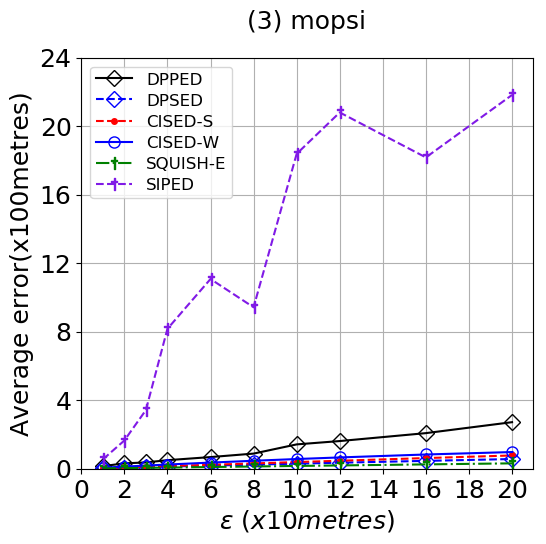 (3) mopsi
24
20
16
12
8
4
0
Average error(x100metres)
DPPED
DPSED
CISED-S
CISED-W
SQUISH-E
SIPED
0 2 4 6 8 10 12 14 16 18 20
ε (x10metres)